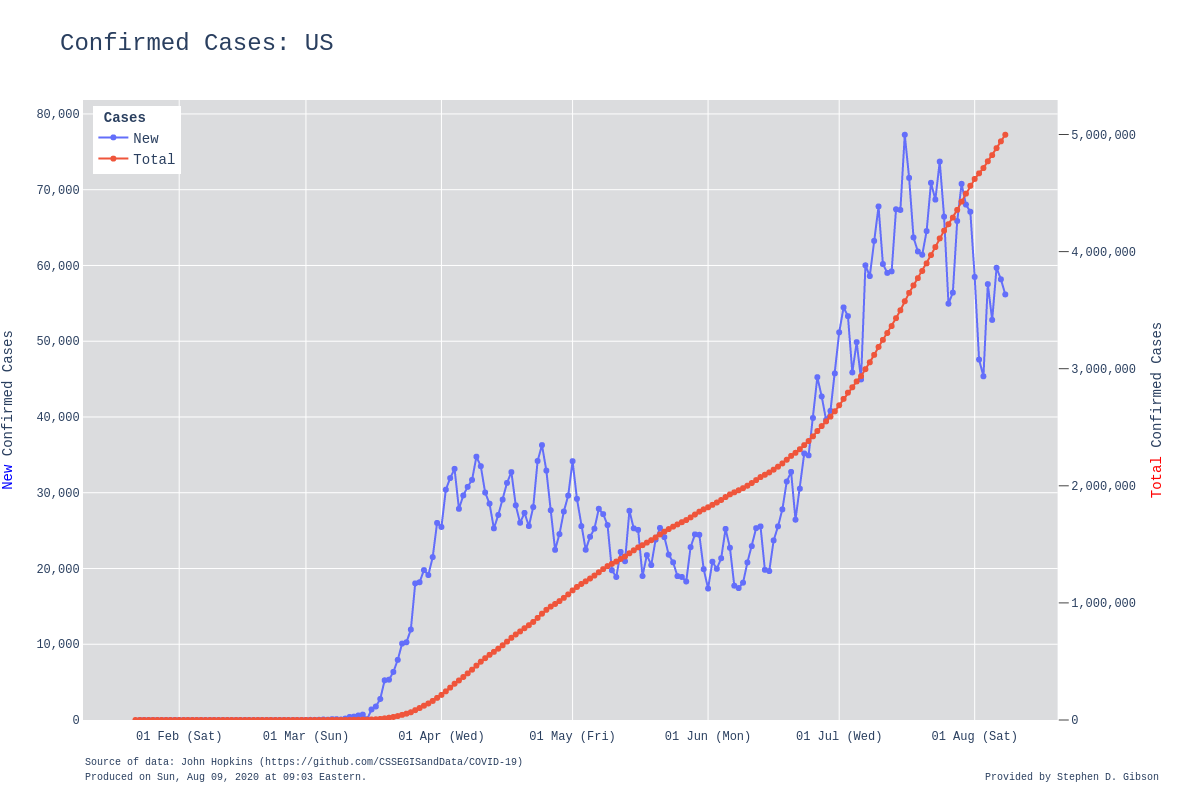 Confirmed Cases: US
Cases
New
Total
80,000
70,000
60,000
50,000
40,000
30,000
20,000
10,000
0
New Confirmed Cases
5,000,000
4,000,000
3,000,000
2,000,000
1,000,000
0
Total Confirmed Cases
01 Feb (Sat) 01 Mar (Sun) 01 Apr (Wed) 01 May (Fri) 01 Jun (Mon) 01 Jul (Wed) 01 Aug (Sat)
Source of data: John Hopkins (https://github.com/CSSEGISandData/COVID-19)
Produced on Sun, Aug 09, 2020 at 09:03 Eastern.
Provided by Stephen D. Gibson